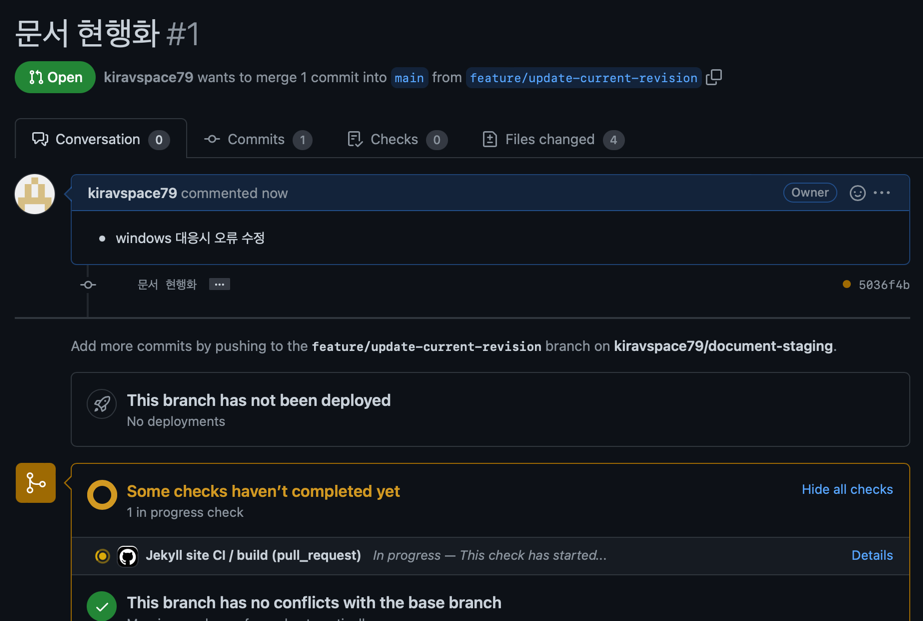 문서 현행화 #1
Open kiravspace79 wants to merge 1 commit into main from feature/update-current-revision
Conversation 0 Commits 1 Checks 0 Files changed 4
kiravspace79 commented now Owner ...
• windows 대응시 오류 수정
문서 현행화 ... 5036f4b
Add more commits by pushing to the feature/update-current-revision branch on kiravspace79/document-staging.
This branch has not been deployed
No deployments
Some checks haven't completed yet Hide all checks
1 in progress check
Jekyll site CI / build (pull_request) In progress — This check has started... Details
This branch has no conflicts with the base branch